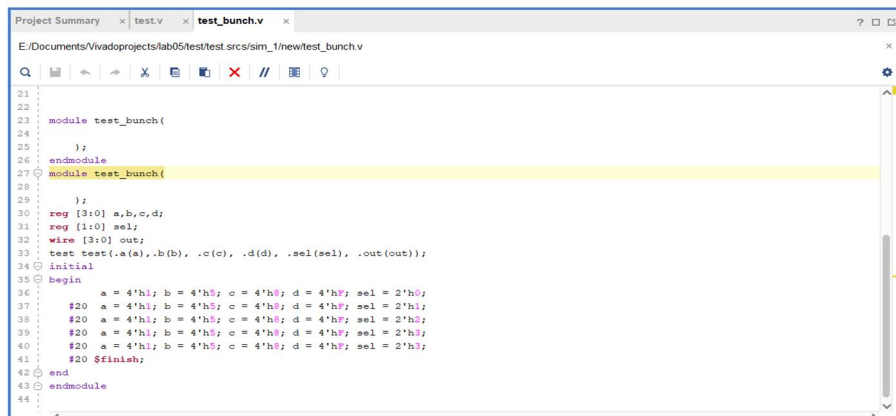 Project Summary × test.v × test_bunch.v ×
E:/Documents/Vivadoprojects/lab05/test/test.srcs/sim_1/new/test_bunch.v
21
22
23 module test_bunch(
24
25 );
26 endmodule
27 module test_bunch(
28
29 );
30 reg [3:0] a,b,c,d;
31 reg [1:0] sel;
32 wire [3:0] out;
33 test test(.a(a),.b(b), .c(c), .d(d), .sel(sel), .out(out));
34 initial
35 begin
36 a = 4'h1; b = 4'h5; c = 4'h8; d = 4'hF; sel = 2'h0;
37 #20 a = 4'h1; b = 4'h5; c = 4'h8; d = 4'hF; sel = 2'h1;
38 #20 a = 4'h1; b = 4'h5; c = 4'h8; d = 4'hF; sel = 2'h2;
39 #20 a = 4'h1; b = 4'h5; c = 4'h8; d = 4'hF; sel = 2'h3;
40 #20 a = 4'h1; b = 4'h5; c = 4'h8; d = 4'hF; sel = 2'h3;
41 #20 $finish;
42 end
43 endmodule
44